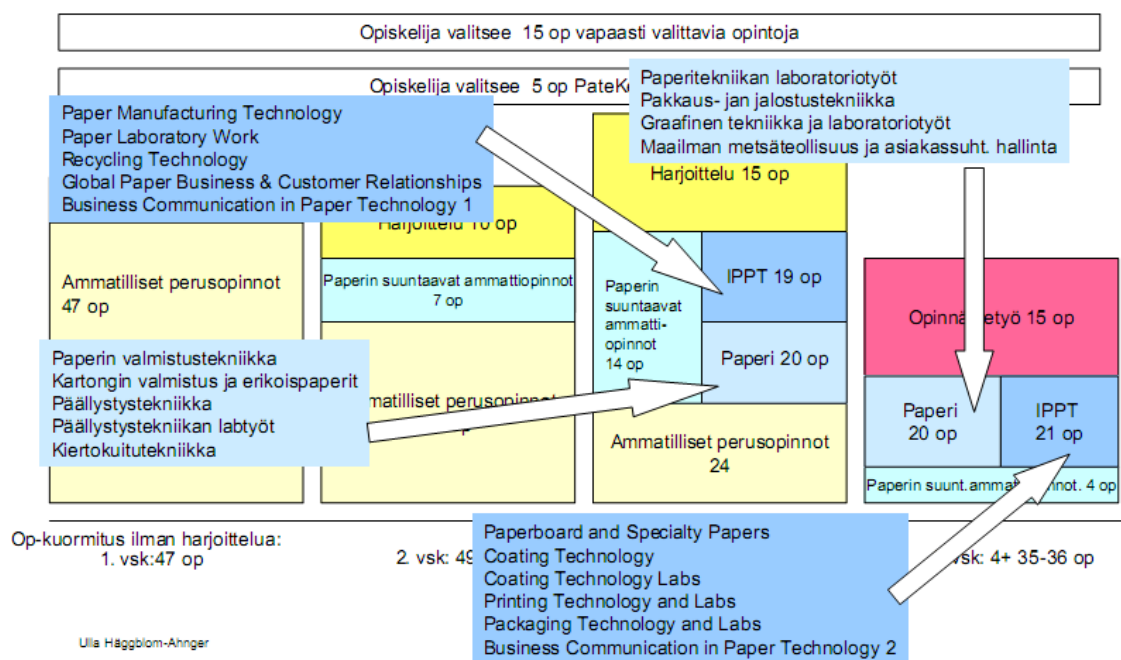 Opiskelija valitsee 15 op vapaasti valittavia opintoja
Opiskelija valitsee 5 op
Paper Manufacturing Technology
Paper Laboratory Work
Recycling Technology
Global Paper Business & Customer Relationships
Business Communication in Paper Technology 1
Paperitekniikan laboratoriotyöt
Pakkaus- jan jalostustekniikka
Graafinen tekniikka ja laboratoriotyöt
Maailman metsäteollisuus ja asiakassuht. hallinta
Harjoittelu 15 op
Harjoittelu 10 op
Ammatilliset perusopinnot
47 op
Paperin suuntaavat ammattiopinnot
7 op
Paperin
suuntaavat
ammatti-
opinnot
14 op
IPPT 19 op
Paperi 20 op
Opinnäytetyö 15 op
Paperin valmistustekniikka
Kartongin valmistus ja erikoispaperit
Päällystystekniikka
Päällystystekniikan labtyöt
Kiertokuitutekniikka
perusopinnot
Ammatilliset perusopinnot
24
Paperi
20 op
IPPT
21 op
Paperin suunt.ammattiopinnot. 4 op
Op-kuormitus ilman harjoittelua:
1. vsk:47 op
2. vsk: 49
vsk: 4+ 35-36 op
Paperboard and Specialty Papers
Coating Technology
Coating Technology Labs
Printing Technology and Labs
Packaging Technology and Labs
Business Communication in Paper Technology 2
Ulla Häggblom-Ahnger